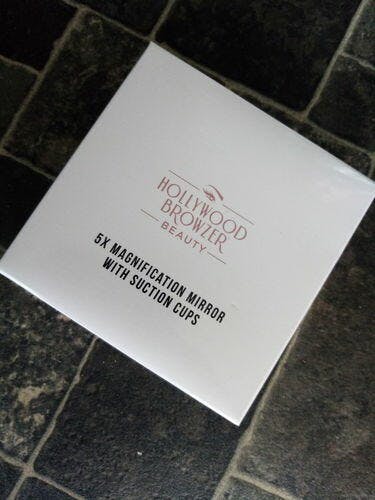 HOLLYWOOD
BROWZER
BEAUTY
5X MAGNIFICATION MIRROR
WITH SUCTION CUPS